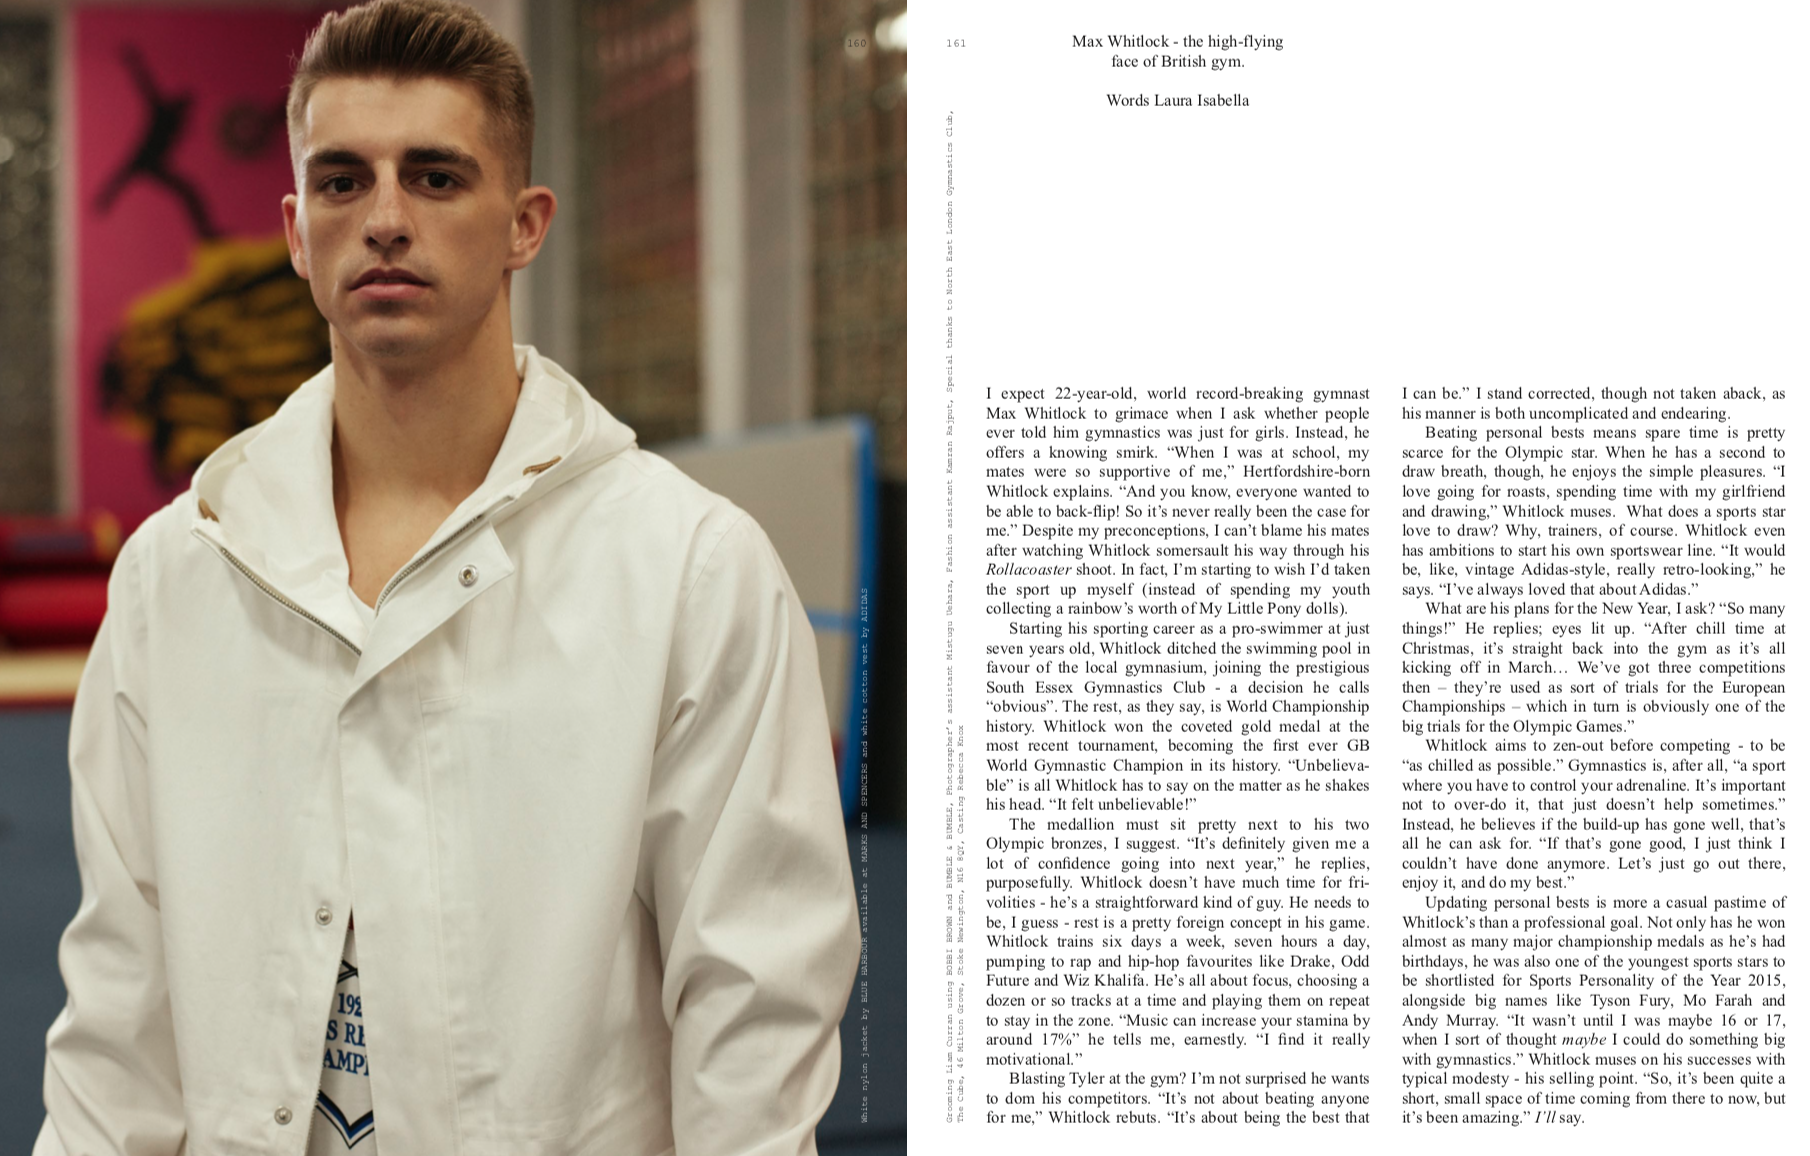 160
White nylon jacket by BLUE HARBOUR available at MARKS AND SPENCERS and white cotton vest by ADIDAS
192
S RE
AMPI
161
Max Whitlock - the high-flying
face of British gym.
Words Laura Isabella
Grooming Liam Curran using BOBBI BROWN and BUMBLE & BUMBLE, Photographer's assistant Mistugu Uehara, Fashion assistant Kamran Rajput, Special thanks to North East London Gymnastics Club,
The Cube, 46 Milton Grove, Stoke Newington, N16 8QY, Casting Rebecca Knox
I expect 22-year-old, world record-breaking gymnast
Max Whitlock to grimace when I ask whether people
ever told him gymnastics was just for girls. Instead, he
offers a knowing smirk. “When I was at school, my
mates were so supportive of me,” Hertfordshire-born
Whitlock explains. “And you know, everyone wanted to
be able to back-flip! So it’s never really been the case for
me.” Despite my preconceptions, I can’t blame his mates
after watching Whitlock somersault his way through his
Rollacoaster shoot. In fact, I’m starting to wish I’d taken
the sport up myself (instead of spending my youth
collecting a rainbow’s worth of My Little Pony dolls).
Starting his sporting career as a pro-swimmer at just
seven years old, Whitlock ditched the swimming pool in
favour of the local gymnasium, joining the prestigious
South Essex Gymnastics Club - a decision he calls
“obvious”. The rest, as they say, is World Championship
history. Whitlock won the coveted gold medal at the
most recent tournament, becoming the first ever GB
World Gymnastic Champion in its history. “Unbelieva-
ble” is all Whitlock has to say on the matter as he shakes
his head. “It felt unbelievable!”
The medallion must sit pretty next to his two
Olympic bronzes, I suggest. “It’s definitely given me a
lot of confidence going into next year,” he replies,
purposefully. Whitlock doesn’t have much time for fri-
volities - he’s a straightforward kind of guy. He needs to
be, I guess - rest is a pretty foreign concept in his game.
Whitlock trains six days a week, seven hours a day,
pumping to rap and hip-hop favourites like Drake, Odd
Future and Wiz Khalifa. He’s all about focus, choosing a
dozen or so tracks at a time and playing them on repeat
to stay in the zone. “Music can increase your stamina by
around 17%” he tells me, earnestly. “I find it really
motivational.”
Blasting Tyler at the gym? I’m not surprised he wants
to dom his competitors. “It’s not about beating anyone
for me,” Whitlock rebuts. “It’s about being the best that
I can be.” I stand corrected, though not taken aback, as
his manner is both uncomplicated and endearing.
Beating personal bests means spare time is pretty
scarce for the Olympic star. When he has a second to
draw breath, though, he enjoys the simple pleasures. “I
love going for roasts, spending time with my girlfriend
and drawing,” Whitlock muses. What does a sports star
love to draw? Why, trainers, of course. Whitlock even
has ambitions to start his own sportswear line. “It would
be, like, vintage Adidas-style, really retro-looking,” he
says. “I’ve always loved that about Adidas.”
What are his plans for the New Year, I ask? “So many
things!” He replies; eyes lit up. “After chill time at
Christmas, it’s straight back into the gym as it’s all
kicking off in March… We’ve got three competitions
then – they’re used as sort of trials for the European
Championships – which in turn is obviously one of the
big trials for the Olympic Games.”
Whitlock aims to zen-out before competing - to be
“as chilled as possible.” Gymnastics is, after all, “a sport
where you have to control your adrenaline. It’s important
not to over-do it, that just doesn’t help sometimes.”
Instead, he believes if the build-up has gone well, that’s
all he can ask for. “If that’s gone good, I just think I
couldn’t have done anymore. Let’s just go out there,
enjoy it, and do my best.”
Updating personal bests is more a casual pastime of
Whitlock’s than a professional goal. Not only has he won
almost as many major championship medals as he’s had
birthdays, he was also one of the youngest sports stars to
be shortlisted for Sports Personality of the Year 2015,
alongside big names like Tyson Fury, Mo Farah and
Andy Murray. “It wasn’t until I was maybe 16 or 17,
when I sort of thought maybe I could do something big
with gymnastics.” Whitlock muses on his successes with
typical modesty - his selling point. “So, it’s been quite a
short, small space of time coming from there to now, but
it’s been amazing.” I’ll say.